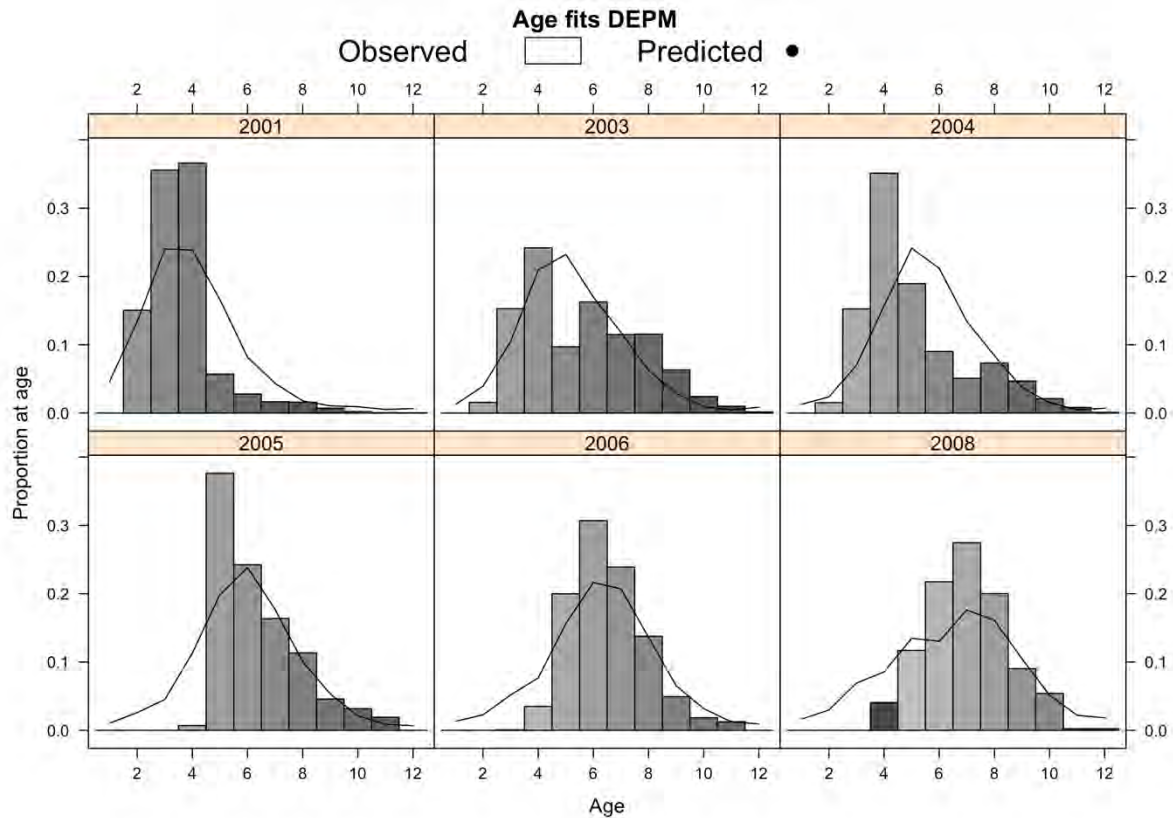 Age fits DEPM
Observed Predicted
2 4 6 8 10 12 2 4 6 8 10 12 2 4 6 8 10 12
2001 2003 2004
0.3 0.3
0.2 0.2
0.1 0.1
0.0 0.0
2005 2006 2008
0.3 0.3
0.2 0.2
0.1 0.1
0.0 0.0
2 4 6 8 10 12 2 4 6 8 10 12 2 4 6 8 10 12
Proportion at age
Age